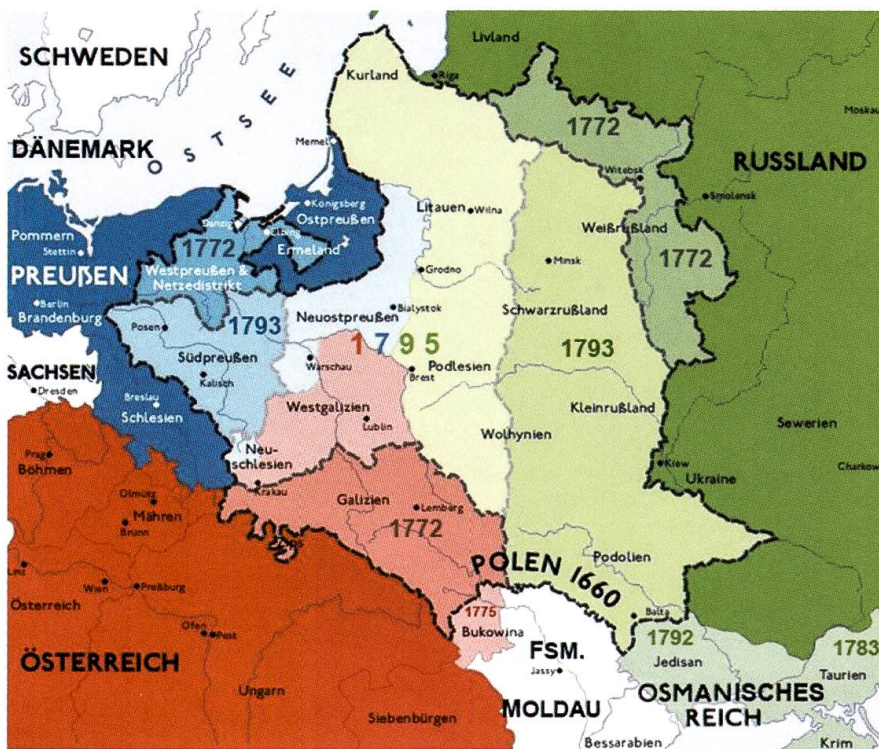 SCHWEDEN
Livland
Kurland
Riga
Moskau
1772
OSTSEE
DÄNEMARK
Memel
Witebsk
RUSSLAND
Smolensk
Königsberg
Ostpreußen
Litauen
Wilna
Weißrußland
Danzig
Elbing
Pommern
Stettin
1772
Ermeland
1772
PREUßEN
Westpreußen &
Netzedistrikt
Grodno
Minsk
Berlin
Brandenburg
Neuostpreußen
Bialystok
Schwarzrußland
Posen
1793
1795
1793
Südpreußen
Warschau
SACHSEN
Dresden
Kalisch
Brest
Podlesien
Breslau
Schlesien
Westgalizien
Lublin
Kleinrußland
Sewerien
Wolhynien
Prag
Böhmen
Neu-
schlesien
Krakau
Kiew
Ukraine
Charkow
Olmütz
Mähren
Brünn
Galizien
Lemberg
1772
Linz
Wien
Preßburg
Österreich
Podolien
POLEN 1660
Balta
1775
Bukowina
Ofen
Pest
1792
Jedisan
1783
Taurien
ÖSTERREICH
FSM.
Jassy
MOLDAU
OSMANISCHES
REICH
Ungarn
Siebenbürgen
Bessarabien
Krim